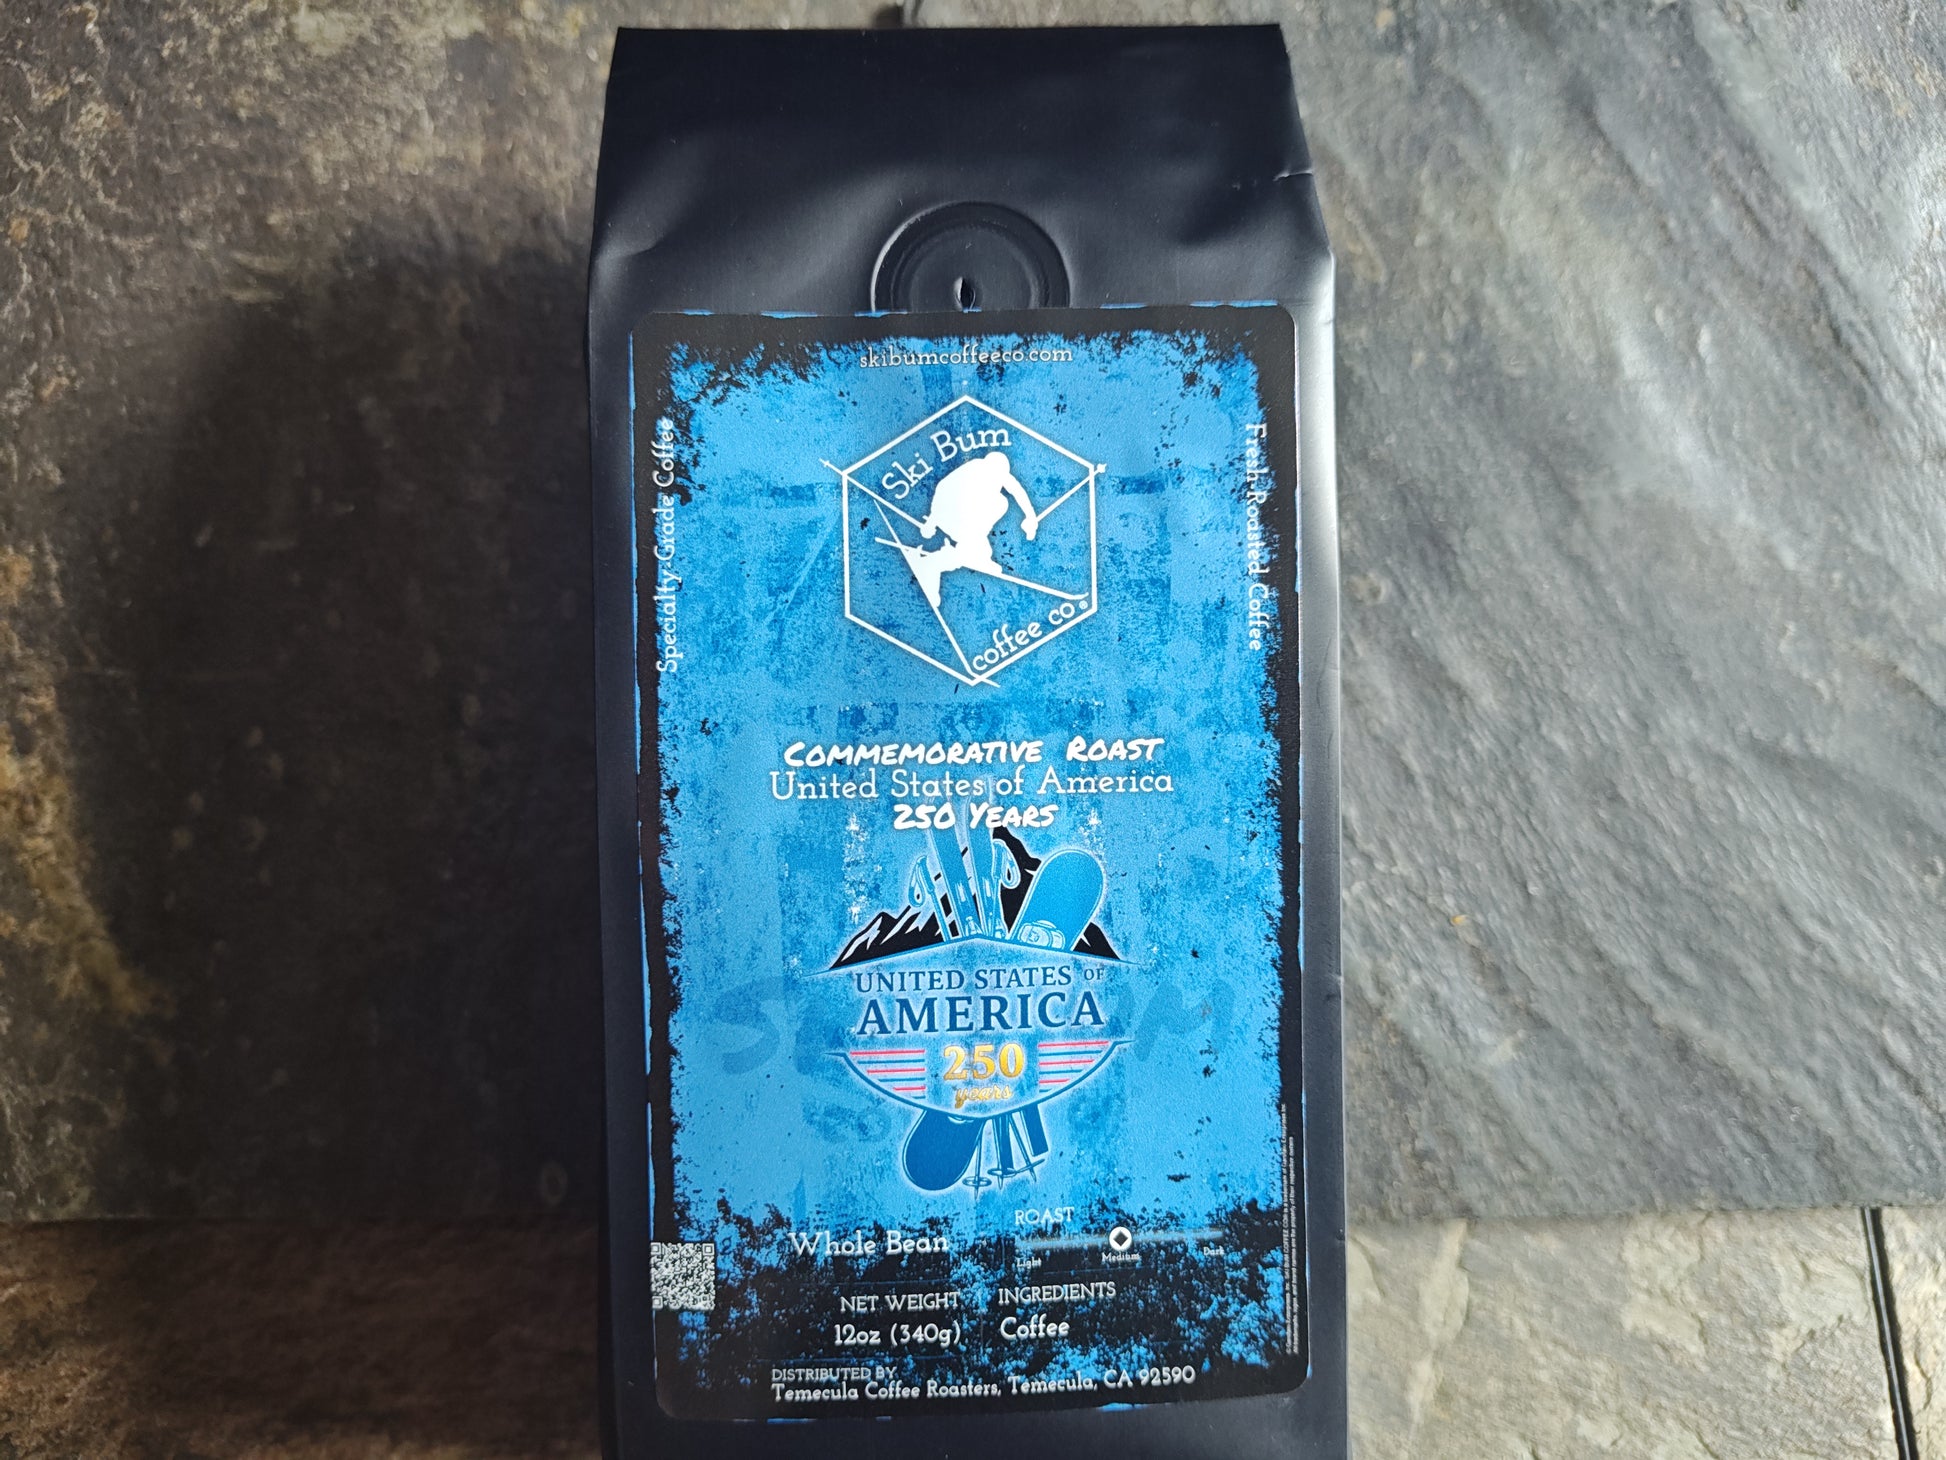 skibumcoffeeco.com
Specialty Grade Coffee
Fresh Roasted Coffee
Ski Bum
coffee co®
Commemorative Roast
United States of America
250 Years
UNITED STATES OF
AMERICA
250
years
Whole Bean
ROAST
Light
Medium
Dark
NET WEIGHT
12oz (340g)
INGREDIENTS
Coffee
DISTRIBUTED BY
Temecula Coffee Roasters, Temecula, CA 92590